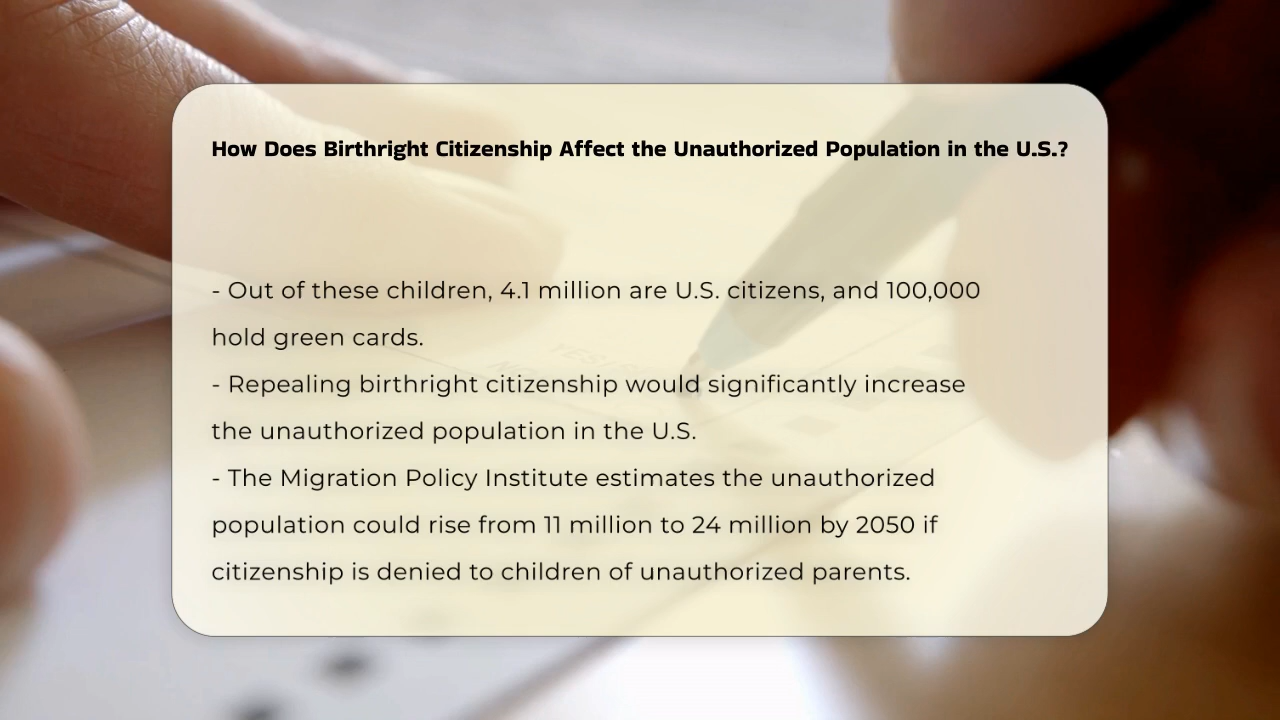 How Does Birthright Citizenship Affect the Unauthorized Population in the U.S.?
- Out of these children, 4.1 million are U.S. citizens, and 100,000
hold green cards.
- Repealing birthright citizenship would significantly increase
the unauthorized population in the U.S.
- The Migration Policy Institute estimates the unauthorized
population could rise from 11 million to 24 million by 2050 if
citizenship is denied to children of unauthorized parents.